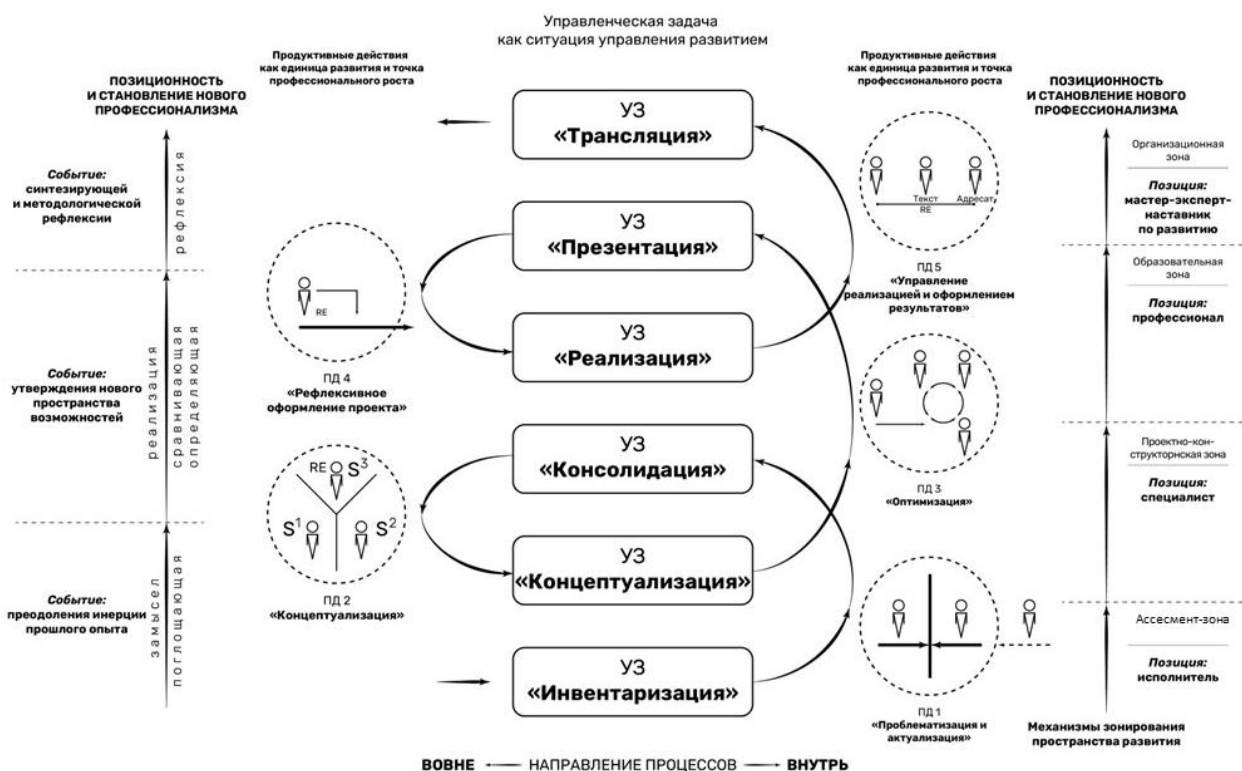 Управленческая задача
как ситуация управления развитием
ПОЗИЦИОННОСТЬ
И СТАНОВЛЕНИЕ НОВОГО
ПРОФЕССИОНАЛИЗМА
Событие:
синтезирующей
и методологической
рефлексии
рефлексия
Событие:
утверждения нового
пространства
возможностей
реализация
сравнивающая
определяющая
Событие:
преодоления инерции
прошлого опыта
замысел
поглощающая
Продуктивные действия
как единица развития и точка
профессионального роста
RE
ПД 4
«Рефлексивное
оформление проекта»
RE S³
S¹ S²
ПД 2
«Концептуализация»
УЗ
«Трансляция»
УЗ
«Презентация»
УЗ
«Реализация»
УЗ
«Консолидация»
УЗ
«Концептуализация»
УЗ
«Инвентаризация»
Продуктивные действия
как единица развития и точка
профессионального роста
Текст Адресат
RE
ПД 5
«Управление
реализацией и оформлением
результатов»
ПД 3
«Оптимизация»
ПД 1
«Проблематизация и
актуализация»
ПОЗИЦИОННОСТЬ
И СТАНОВЛЕНИЕ НОВОГО
ПРОФЕССИОНАЛИЗМА
Организационная
зона
Позиция:
мастер-эксперт-
наставник
по развитию
Образовательная
зона
Позиция:
профессионал
Проектно-кон-
структорнская зона
Позиция:
специалист
Ассесмент-зона
Позиция:
исполнитель
Механизмы зонирования
пространства развития
ВОВНЕ НАПРАВЛЕНИЕ ПРОЦЕССОВ ВНУТРЬ